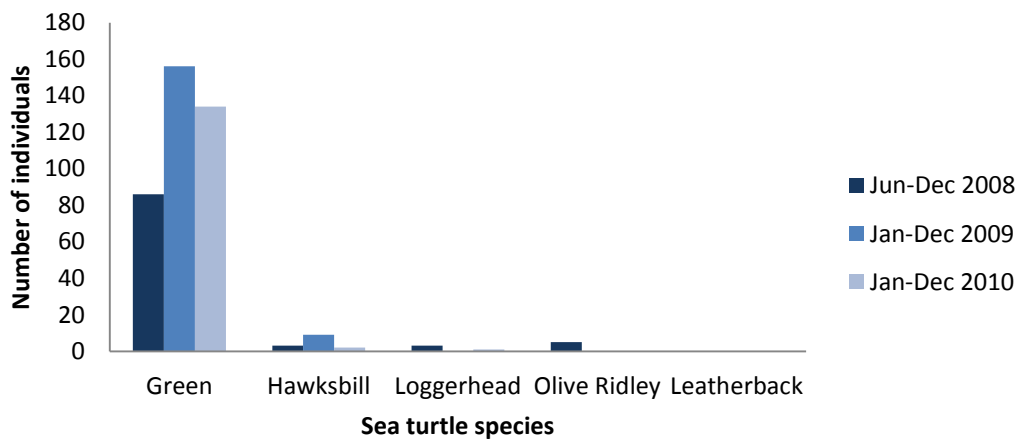 180
160
140
120
100
80
60
40
20
0
Number of individuals
Green Hawksbill Loggerhead Olive Ridley Leatherback
Sea turtle species
Jun-Dec 2008
Jan-Dec 2009
Jan-Dec 2010